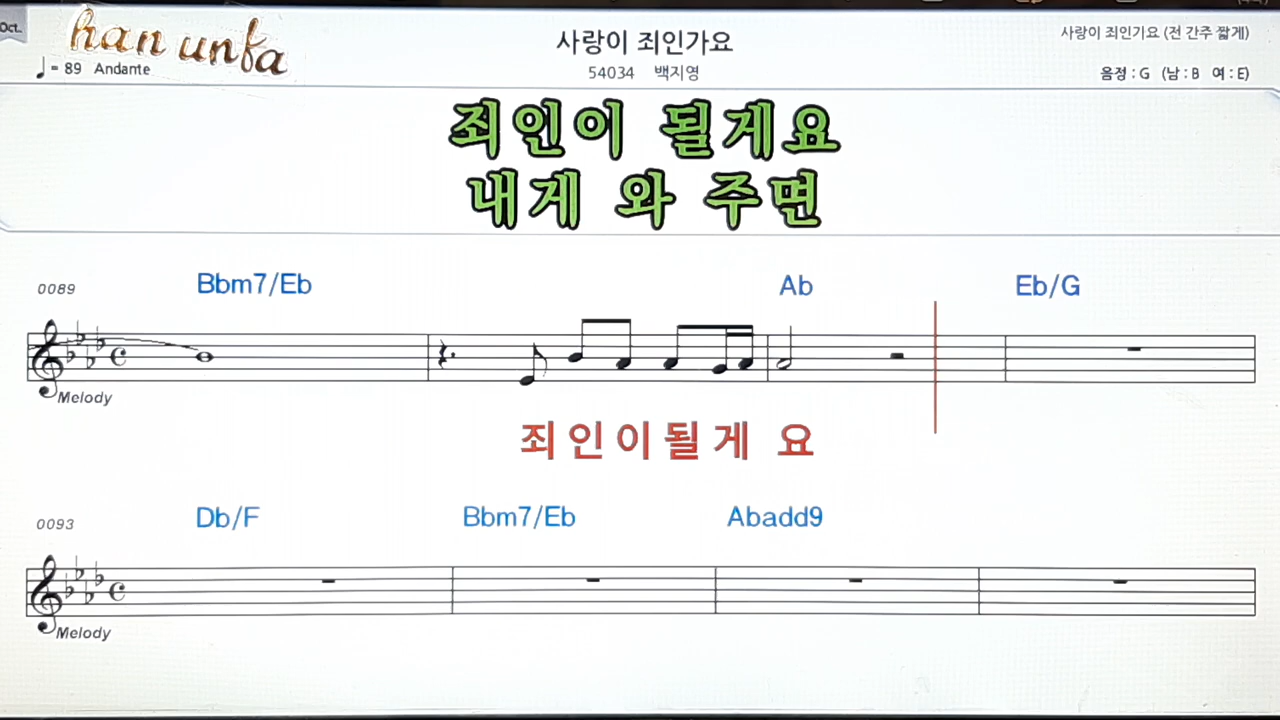 Oct.
han unfa
♩= 89 Andante
사랑이 죄인가요
54034 백지영
사랑이 죄인가요 (전 간주 짧게)
음정 : G (남 : B 여 : E)
죄인이 될게요
내게 와 주면
0089 Bbm7/Eb Ab Eb/G
Melody
죄 인 이 될 게 요
0093 Db/F Bbm7/Eb Abadd9
Melody